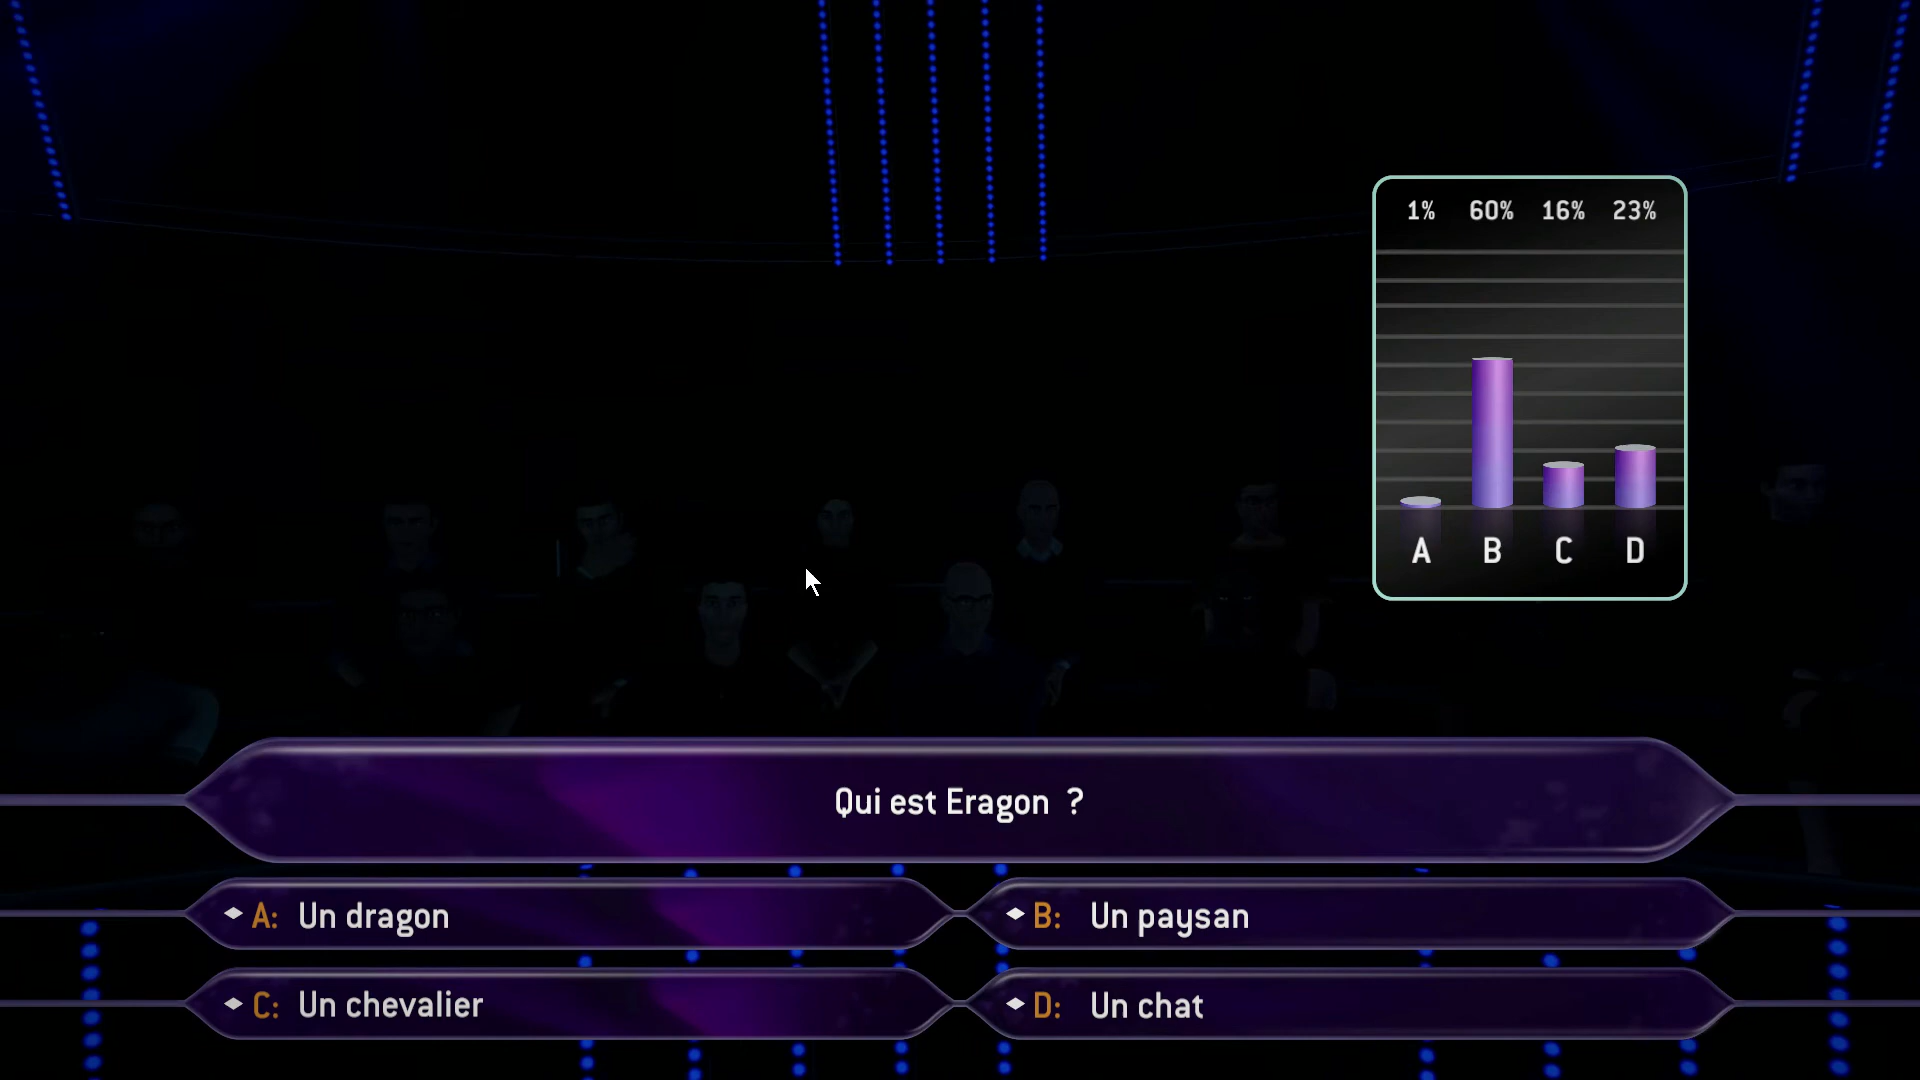 1% 60% 16% 23%
A B C D
Qui est Eragon ?
A: Un dragon
B: Un paysan
C: Un chevalier
D: Un chat